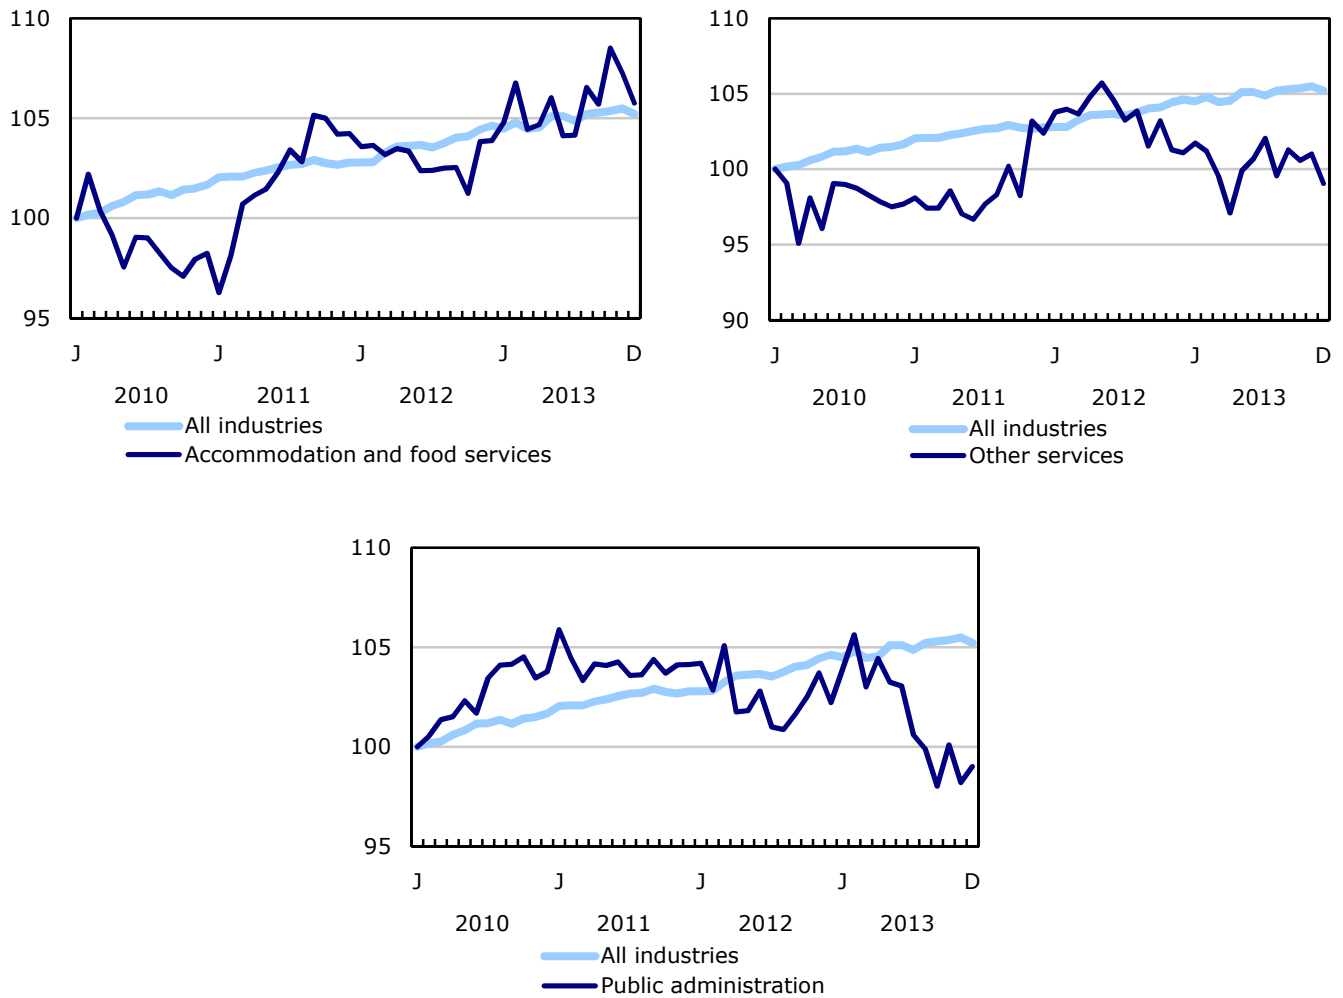 110
105
100
95
J J J J D
2010 2011 2012 2013
All industries
Accommodation and food services
110
105
100
95
90
J J J J D
2010 2011 2012 2013
All industries
Other services
110
105
100
95
J J J J D
2010 2011 2012 2013
All industries
Public administration